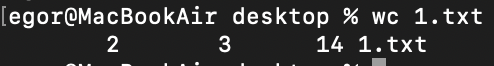 [egor@MacBookAir desktop % wc 1.txt
2 3 14 1.txt